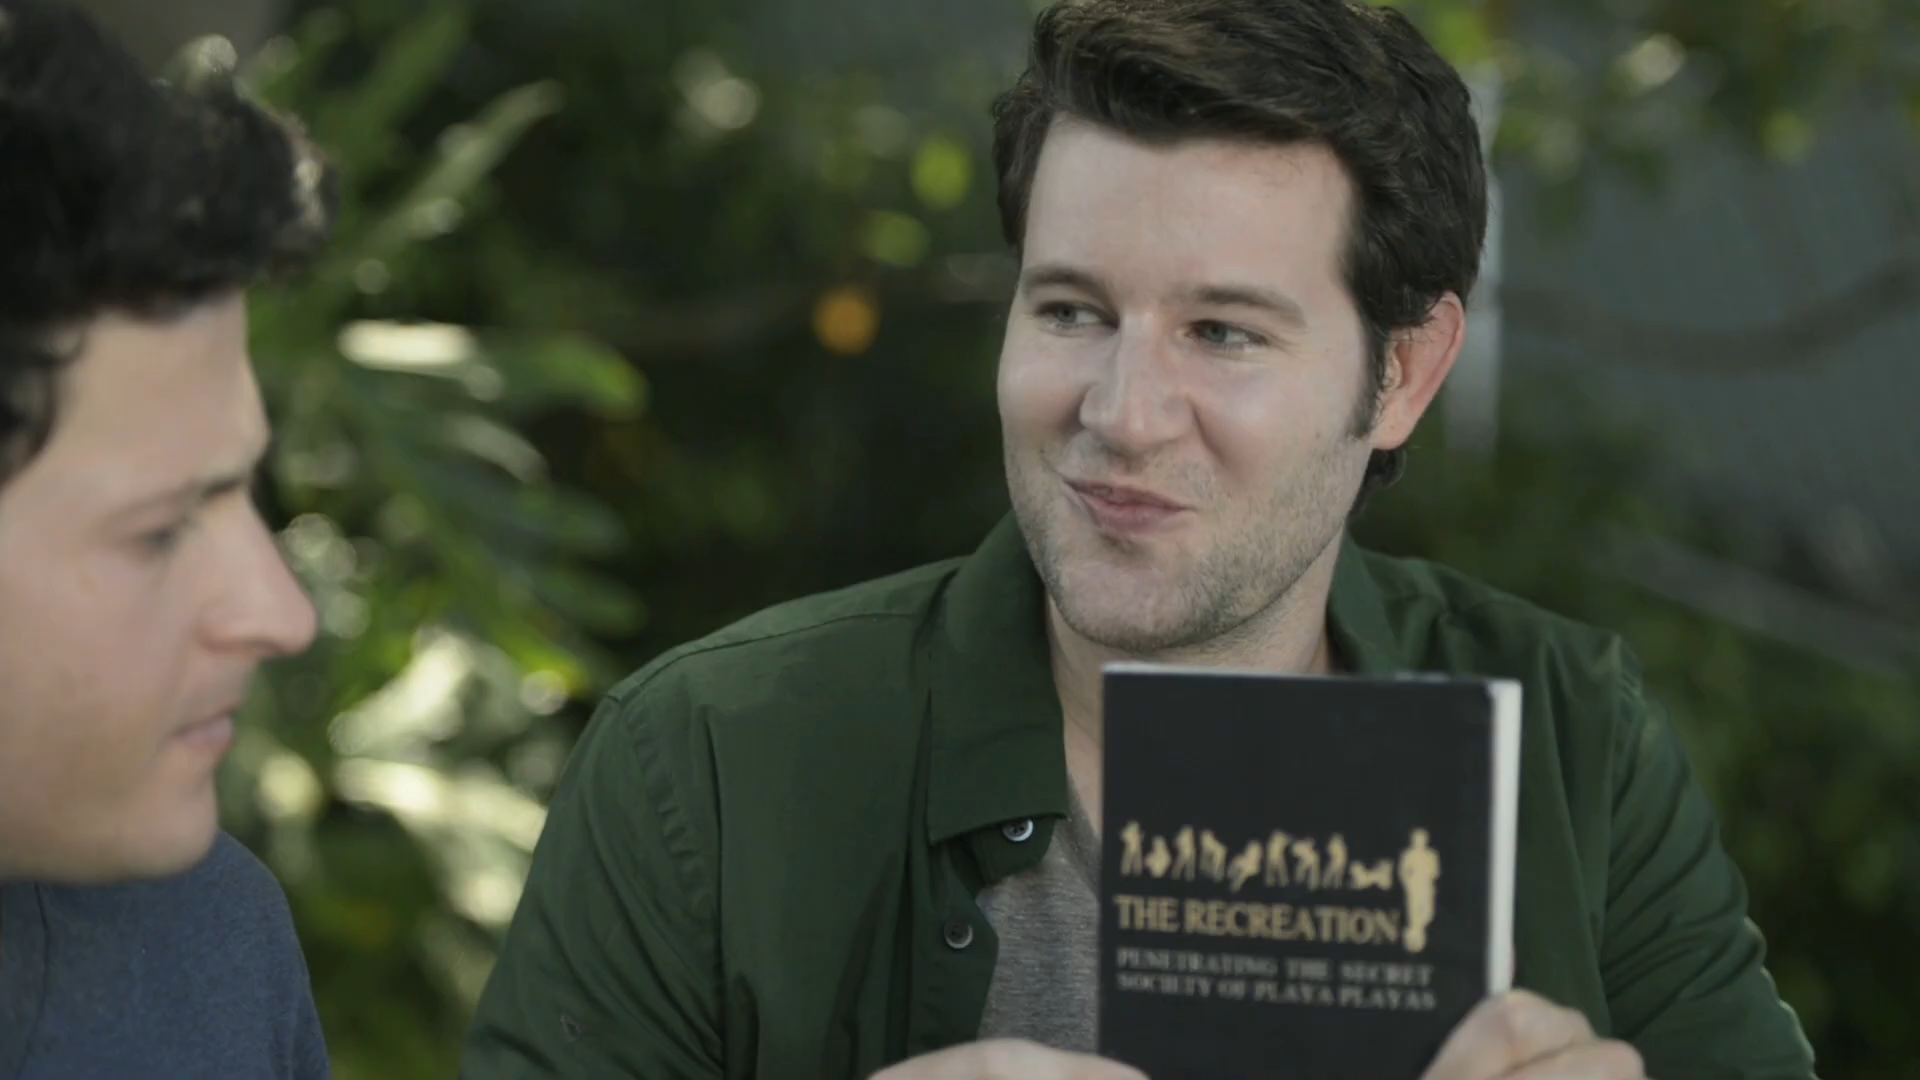 THE RECREATION
PENETRATING THE SECRET
SOCIETY OF PLAYA PLAYAS